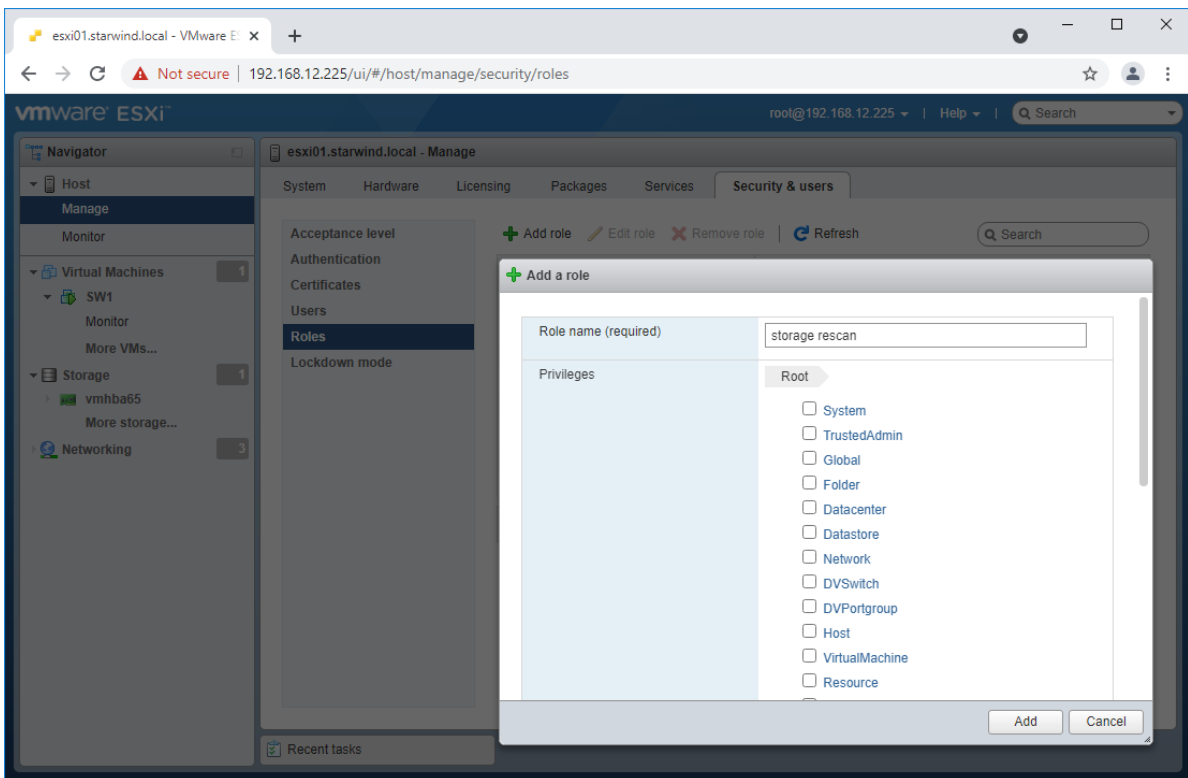 esxi01.starwind.local - VMware ES
Not secure | 192.168.12.225/ui/#/host/manage/security/roles
vmware ESXi™
root@192.168.12.225 | Help | Search
Navigator
esxi01.starwind.local - Manage
Host
Manage
Monitor
Virtual Machines 1
SW1
Monitor
More VMs...
Storage 1
vmhba65
More storage...
Networking 3
System Hardware Licensing Packages Services Security & users
Acceptance level
Authentication
Certificates
Users
Roles
Lockdown mode
Add role Edit role Remove role | Refresh Search
Add a role
Role name (required) storage rescan
Privileges Root
System
TrustedAdmin
Global
Folder
Datacenter
Datastore
Network
DVSwitch
DVPortgroup
Host
VirtualMachine
Resource
Add Cancel
Recent tasks